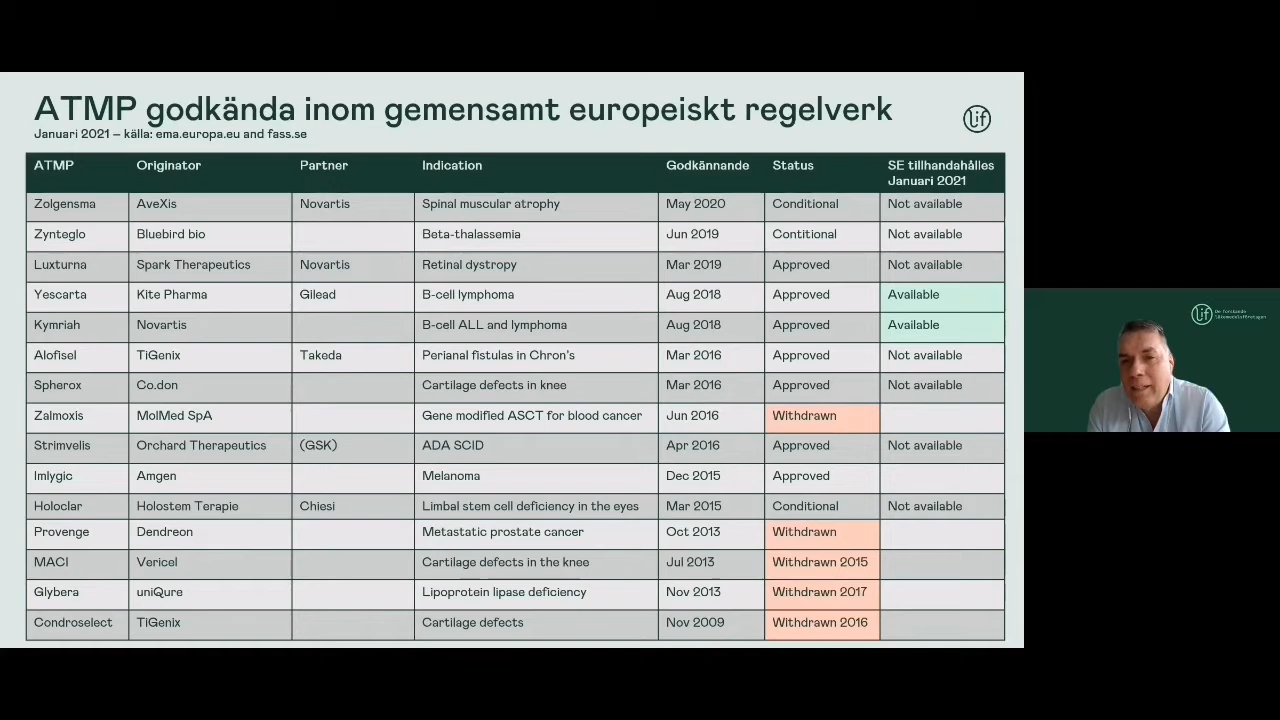 ATMP godkända inom gemensamt europeiskt regelverk
Januari 2021 – källa: ema.europa.eu and fass.se
Lif
ATMP Originator Partner Indication Godkännande Status SE tillhandahålles Januari 2021
Zolgensma AveXis Novartis Spinal muscular atrophy May 2020 Conditional Not available
Zynteglo Bluebird bio Beta-thalassemia Jun 2019 Contitional Not available
Luxturna Spark Therapeutics Novartis Retinal dystropy Mar 2019 Approved Not available
Yescarta Kite Pharma Gilead B-cell lymphoma Aug 2018 Approved Available
Kymriah Novartis B-cell ALL and lymphoma Aug 2018 Approved Available
Alofisel TiGenix Takeda Perianal fistulas in Chron's Mar 2016 Approved Not available
Spherox Co.don Cartilage defects in knee Mar 2016 Approved Not available
Zalmoxis MolMed SpA Gene modified ASCT for blood cancer Jun 2016 Withdrawn
Strimvelis Orchard Therapeutics (GSK) ADA SCID Apr 2016 Approved Not available
Imlygic Amgen Melanoma Dec 2015 Approved
Holoclar Holostem Terapie Chiesi Limbal stem cell deficiency in the eyes Mar 2015 Conditional Not available
Provenge Dendreon Metastatic prostate cancer Oct 2013 Withdrawn
MACI Vericel Cartilage defects in the knee Jul 2013 Withdrawn 2015
Glybera uniQure Lipoprotein lipase deficiency Nov 2013 Withdrawn 2017
Condroselect TiGenix Cartilage defects Nov 2009 Withdrawn 2016
Lif
De forskande
läkemedelsföretagen